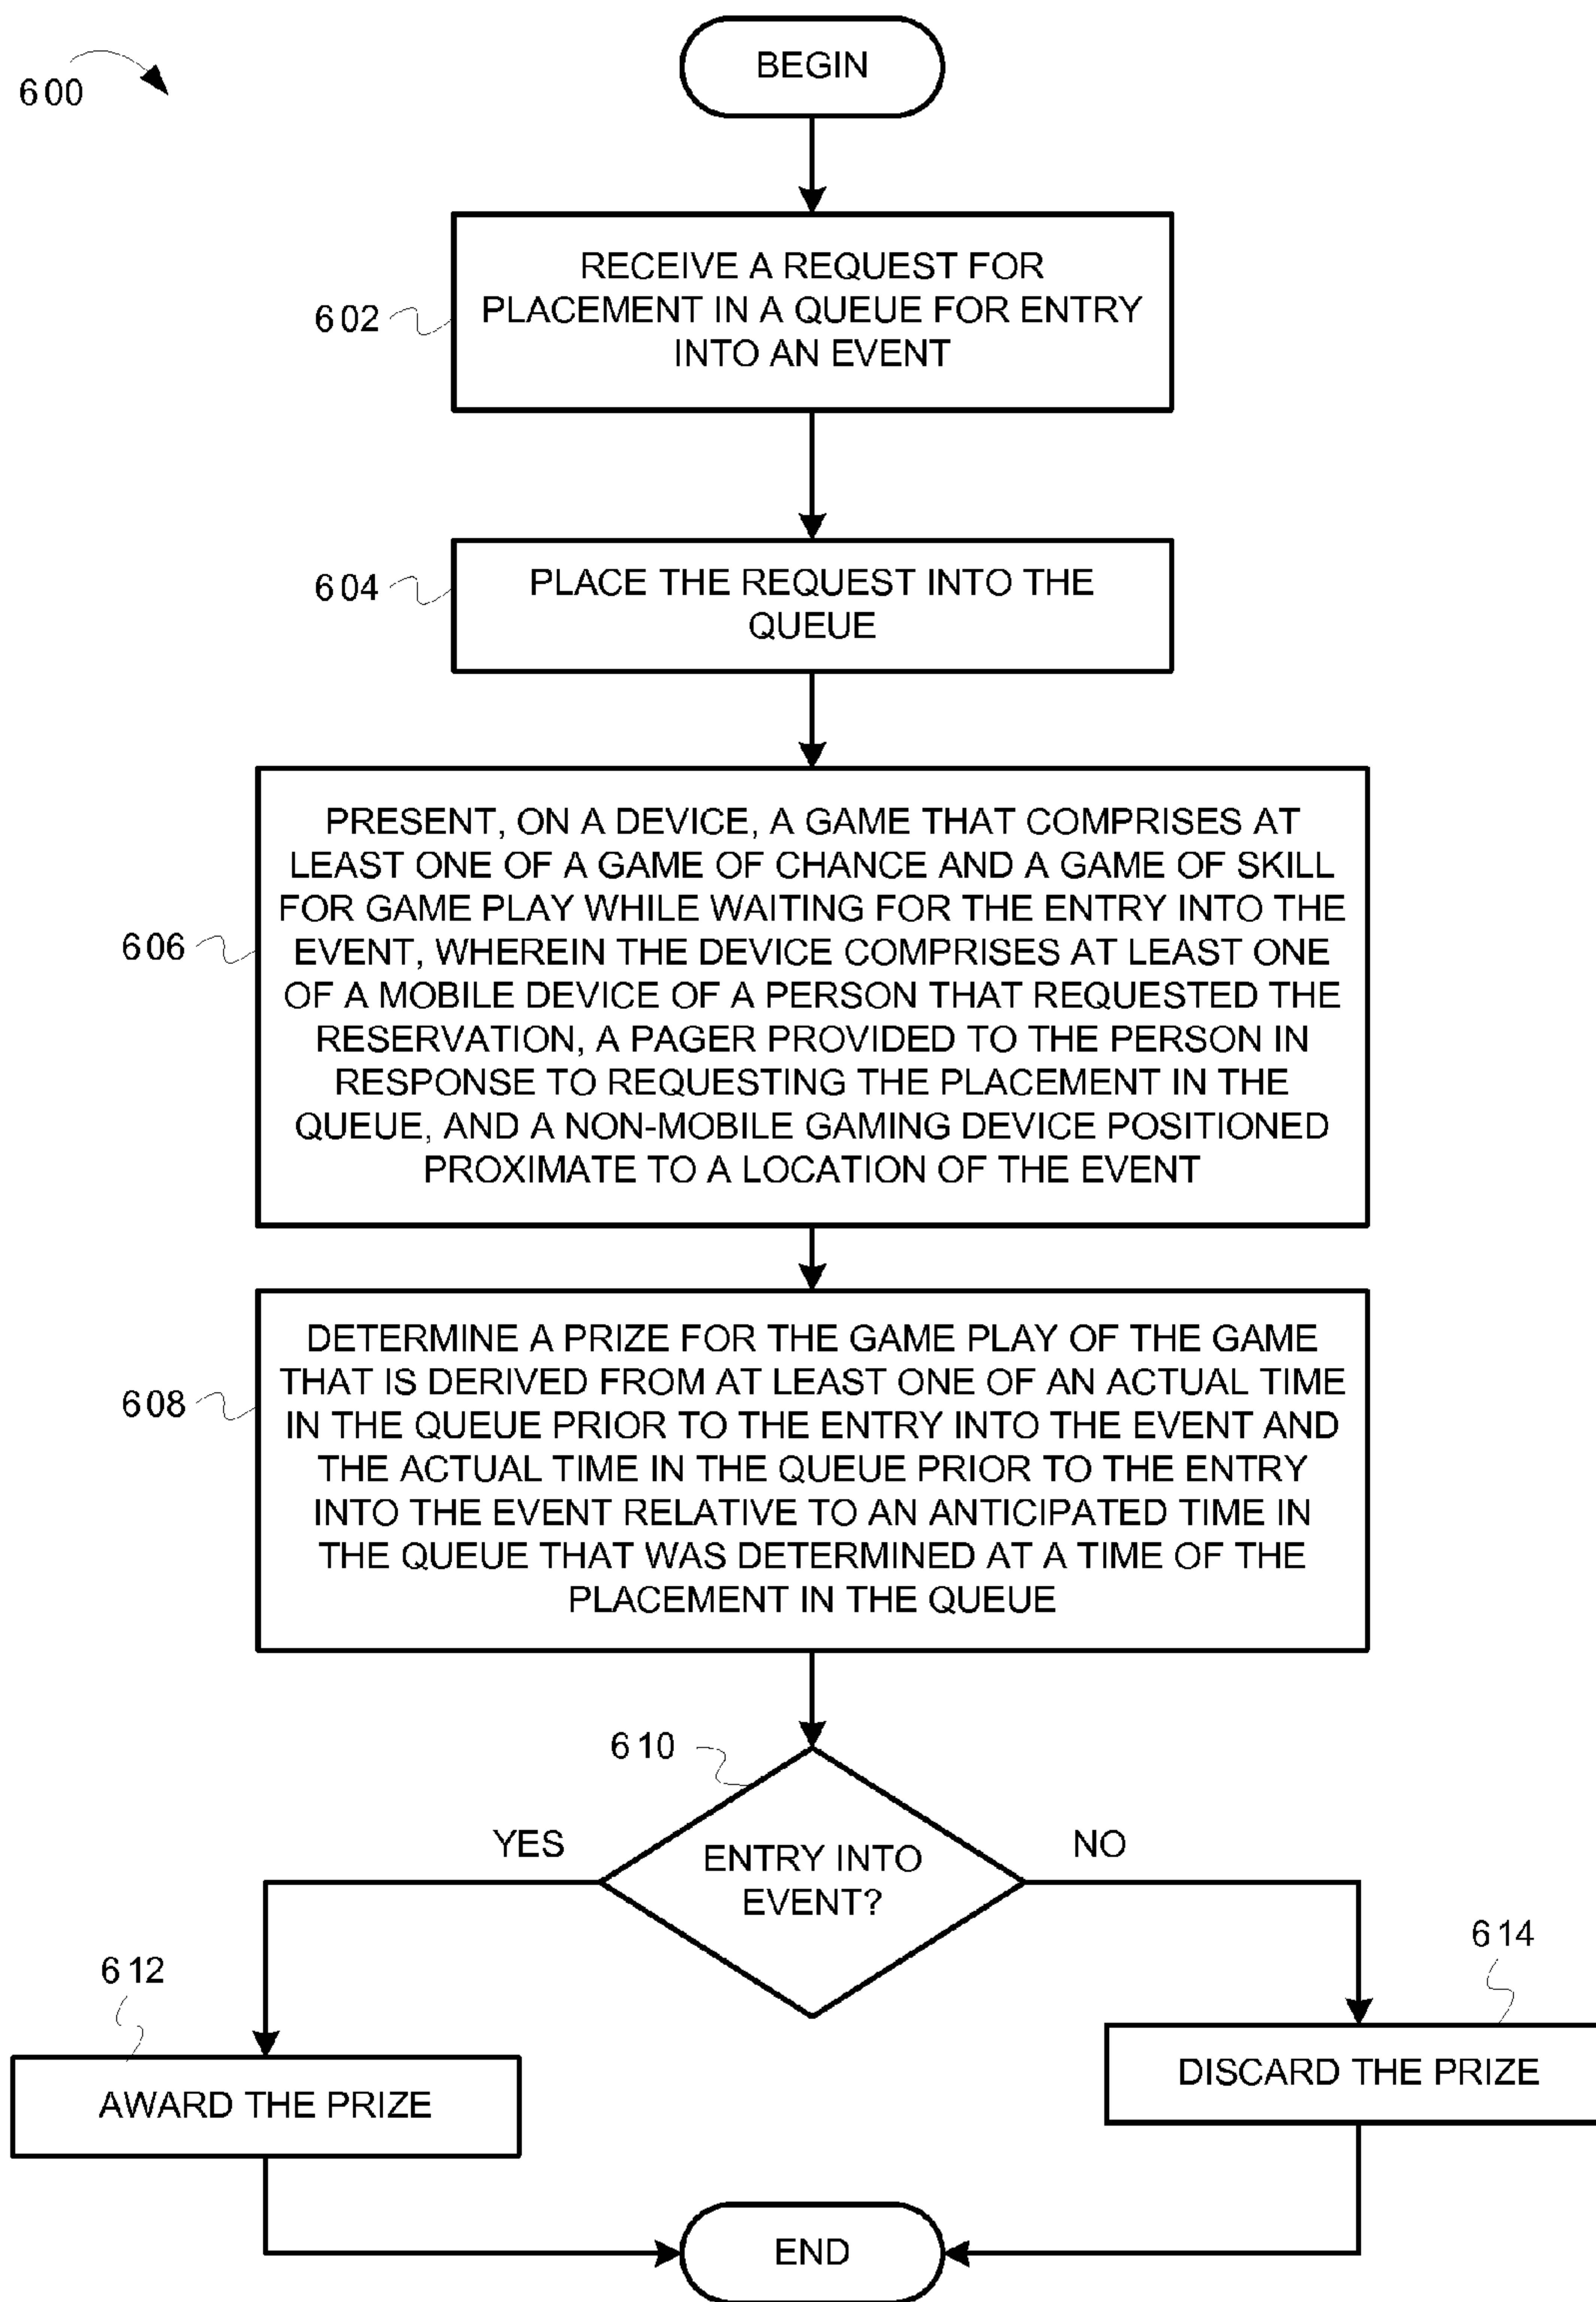 600
BEGIN
602
RECEIVE A REQUEST FOR
PLACEMENT IN A QUEUE FOR ENTRY
INTO AN EVENT
604
PLACE THE REQUEST INTO THE
QUEUE
606
PRESENT, ON A DEVICE, A GAME THAT COMPRISES AT
LEAST ONE OF A GAME OF CHANCE AND A GAME OF SKILL
FOR GAME PLAY WHILE WAITING FOR THE ENTRY INTO THE
EVENT, WHEREIN THE DEVICE COMPRISES AT LEAST ONE
OF A MOBILE DEVICE OF A PERSON THAT REQUESTED THE
RESERVATION, A PAGER PROVIDED TO THE PERSON IN
RESPONSE TO REQUESTING THE PLACEMENT IN THE
QUEUE, AND A NON-MOBILE GAMING DEVICE POSITIONED
PROXIMATE TO A LOCATION OF THE EVENT
608
DETERMINE A PRIZE FOR THE GAME PLAY OF THE GAME
THAT IS DERIVED FROM AT LEAST ONE OF AN ACTUAL TIME
IN THE QUEUE PRIOR TO THE ENTRY INTO THE EVENT AND
THE ACTUAL TIME IN THE QUEUE PRIOR TO THE ENTRY
INTO THE EVENT RELATIVE TO AN ANTICIPATED TIME IN
THE QUEUE THAT WAS DETERMINED AT A TIME OF THE
PLACEMENT IN THE QUEUE
610
ENTRY INTO
EVENT?
YES
NO
612
AWARD THE PRIZE
614
DISCARD THE PRIZE
END